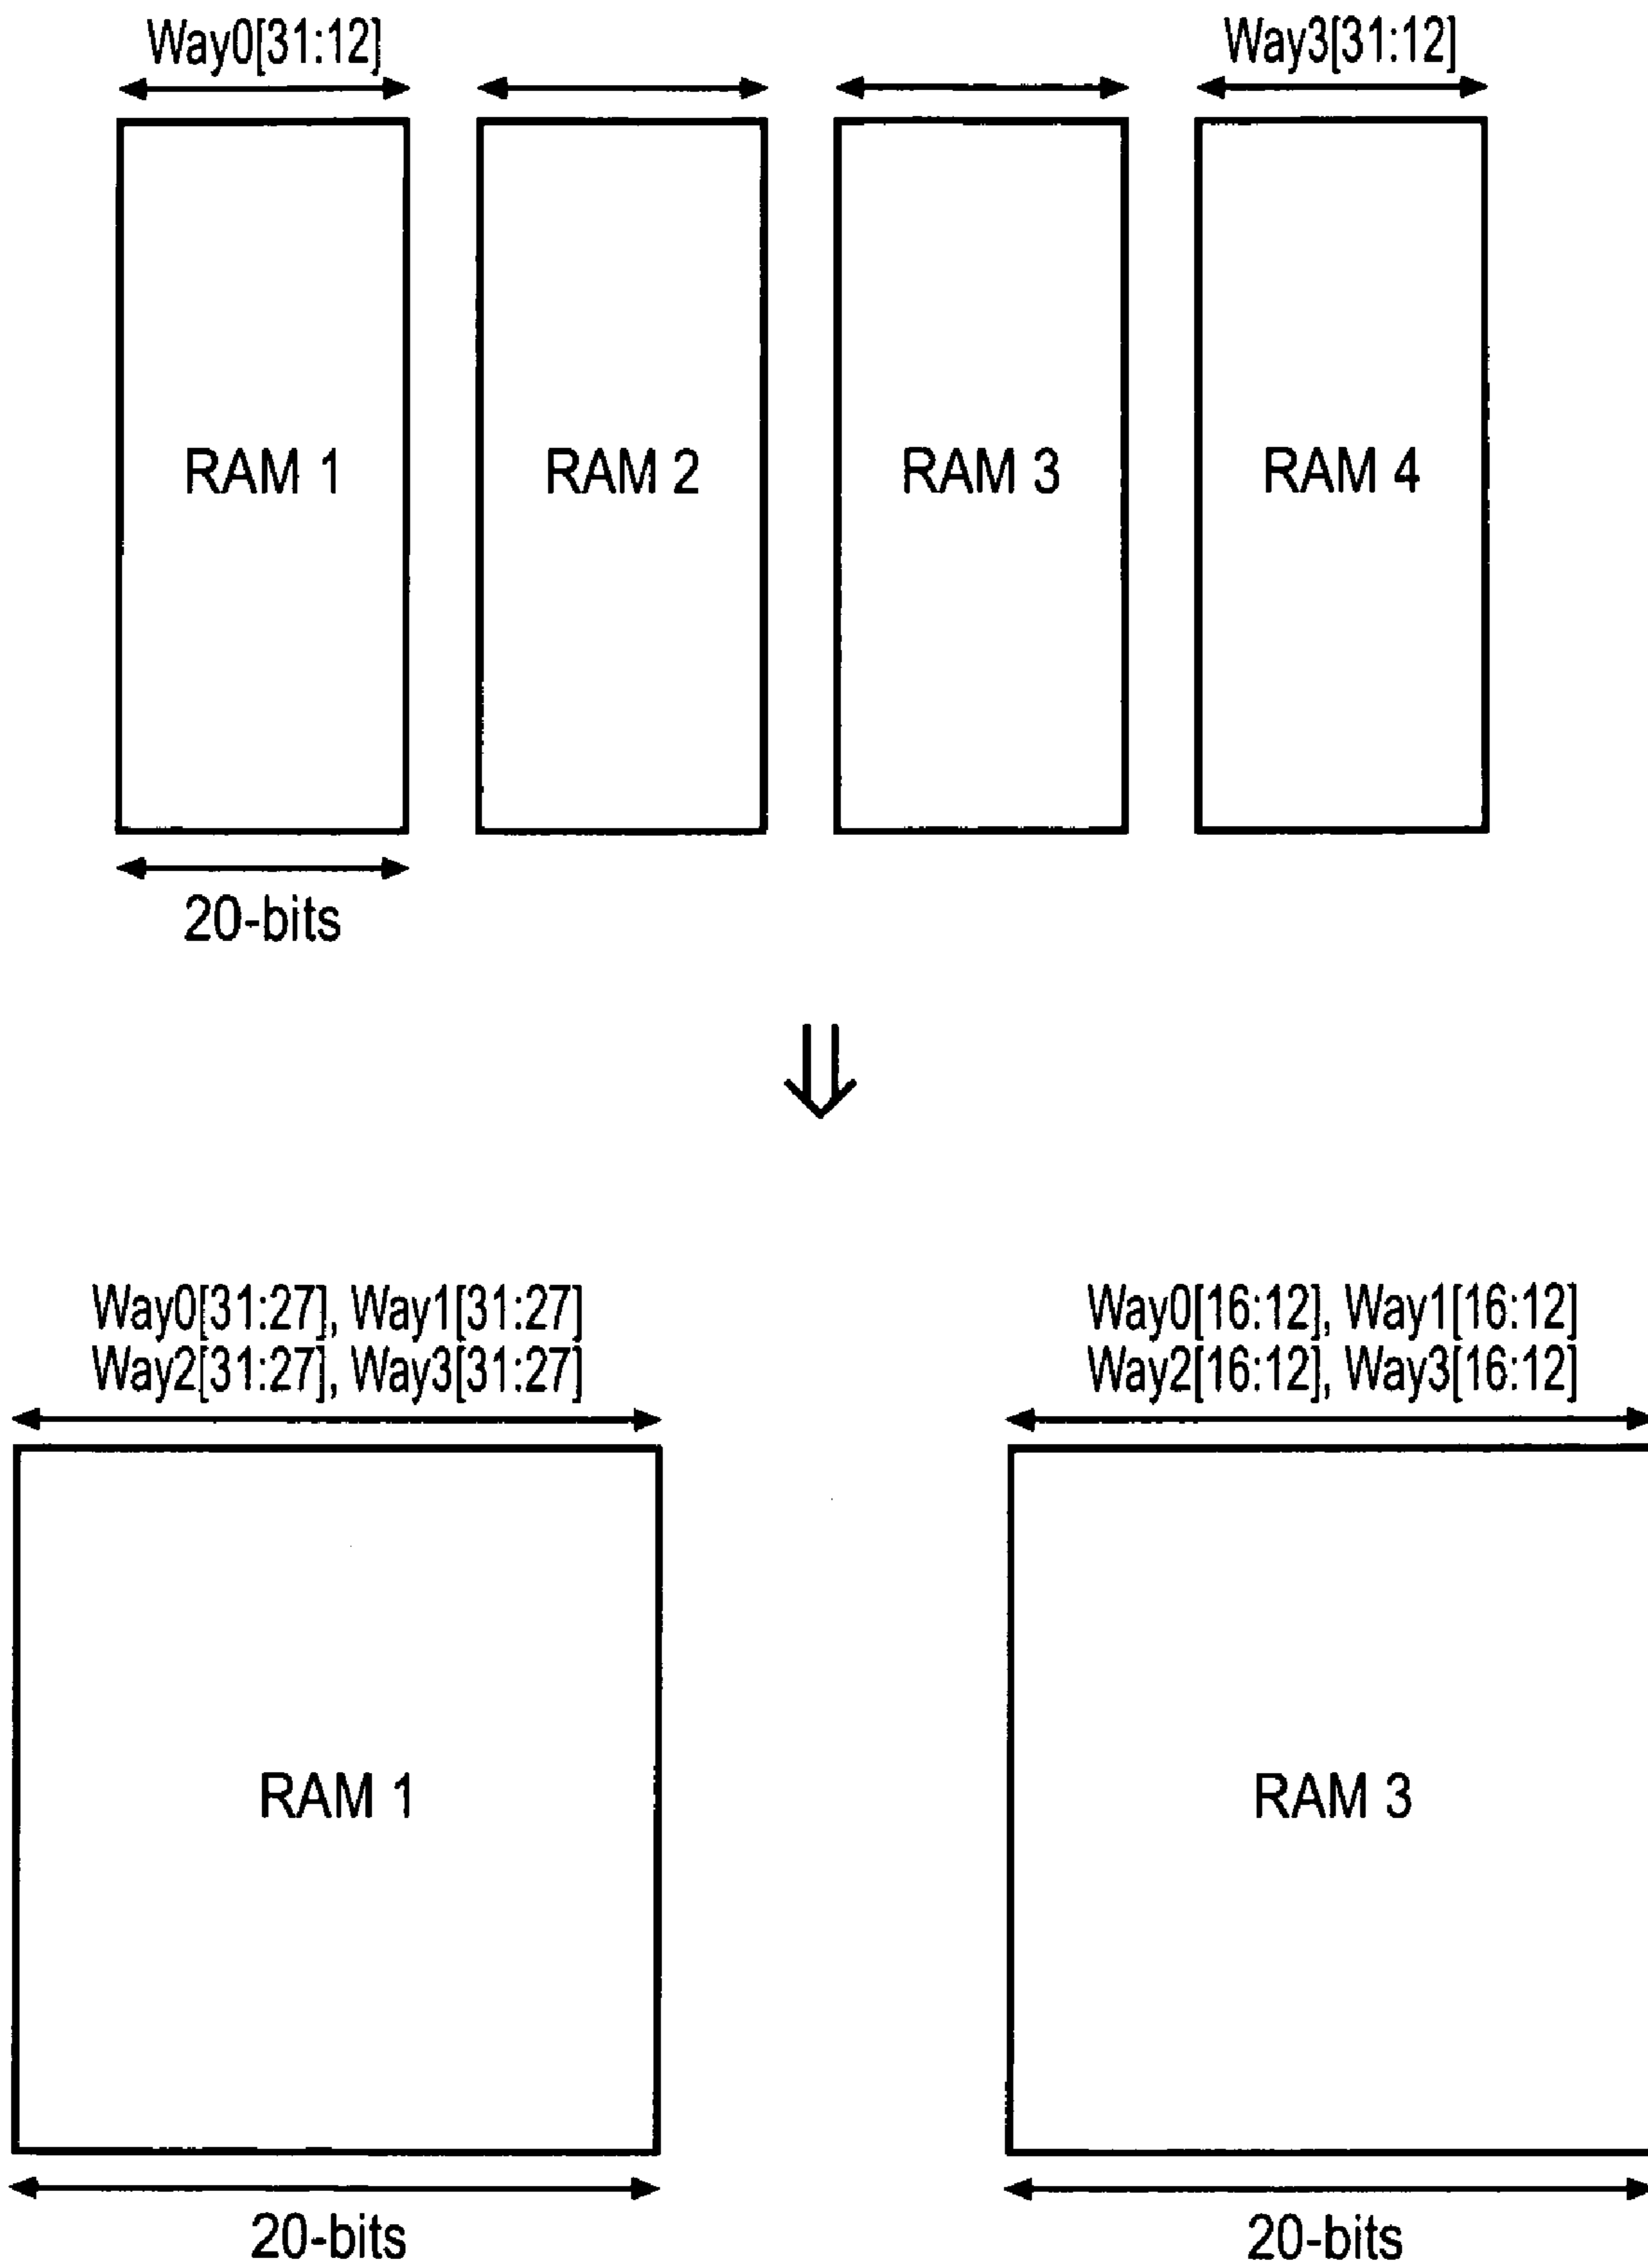 Way0[31:12] Way3[31:12]
RAM 1 RAM 2 RAM 3 RAM 4
20-bits
Way0[31:27], Way1[31:27]
Way2[31:27], Way3[31:27]
Way0[16:12], Way1[16:12]
Way2[16:12], Way3[16:12]
RAM 1 RAM 3
20-bits 20-bits